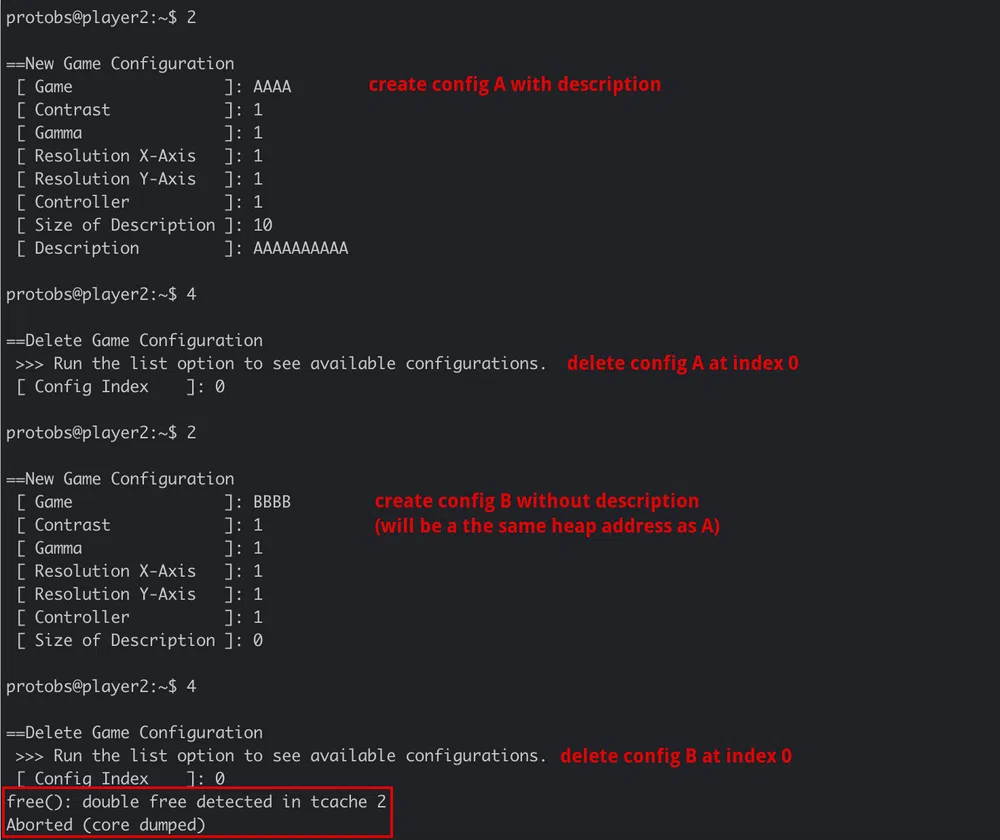 protobs@player2:~$ 2
==New Game Configuration
[ Game ]: AAAA create config A with description
[ Contrast ]: 1
[ Gamma ]: 1
[ Resolution X-Axis ]: 1
[ Resolution Y-Axis ]: 1
[ Controller ]: 1
[ Size of Description ]: 10
[ Description ]: AAAAAAAAAA
protobs@player2:~$ 4
==Delete Game Configuration
>>> Run the list option to see available configurations. delete config A at index 0
[ Config Index ]: 0
protobs@player2:~$ 2
==New Game Configuration
[ Game ]: BBBB create config B without description
[ Contrast ]: 1 (will be a the same heap address as A)
[ Gamma ]: 1
[ Resolution X-Axis ]: 1
[ Resolution Y-Axis ]: 1
[ Controller ]: 1
[ Size of Description ]: 0
protobs@player2:~$ 4
==Delete Game Configuration
>>> Run the list option to see available configurations. delete config B at index 0
[ Config Index ]: 0
free(): double free detected in tcache 2
Aborted (core dumped)